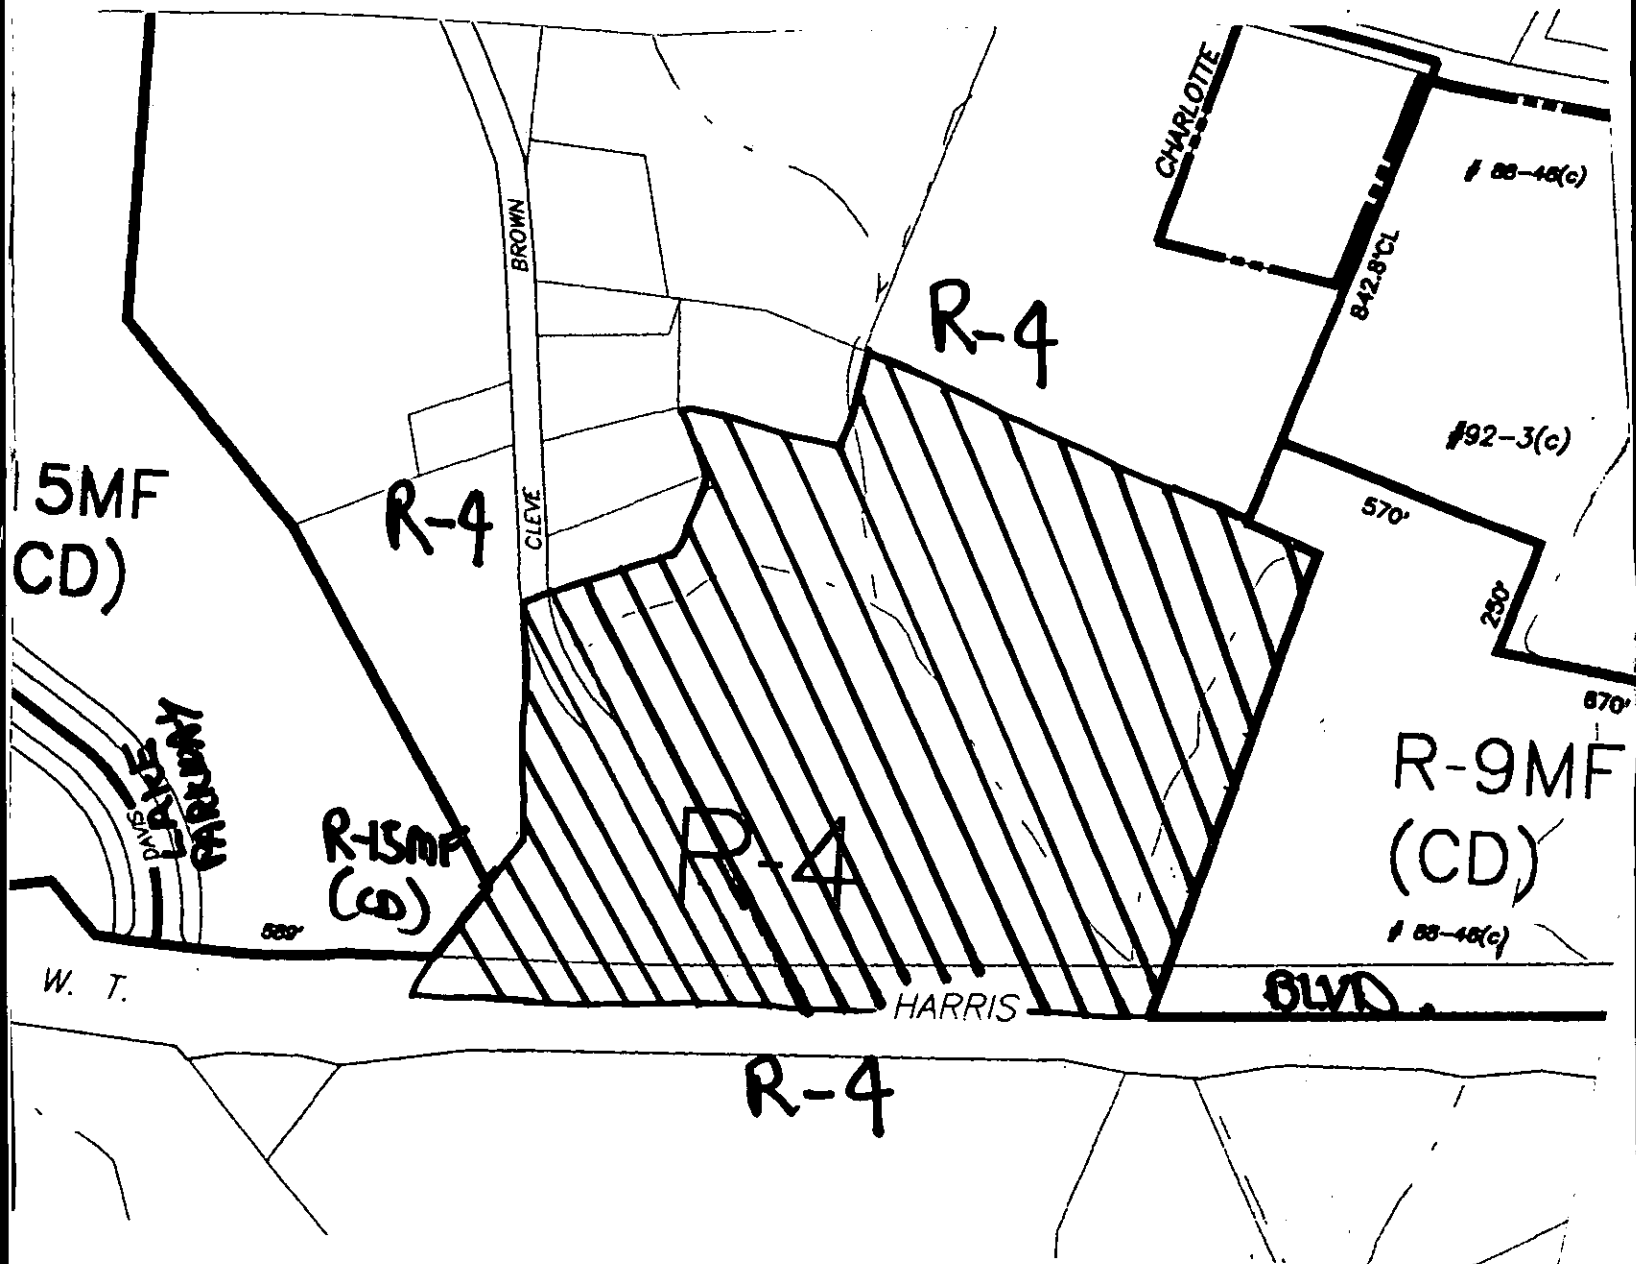 CHARLOTTE
# 88-46(c)
BROWN
842.8'CL
R-4
#92-3(c)
15MF
(CD)
R-4
CLEVE
570'
250'
670'
LAKE
PARKWAY
DAVIS
R-15MF
(CD)
R-4
R-9MF
(CD)
# 88-46(c)
589'
W. T.
HARRIS
BLVD.
R-4